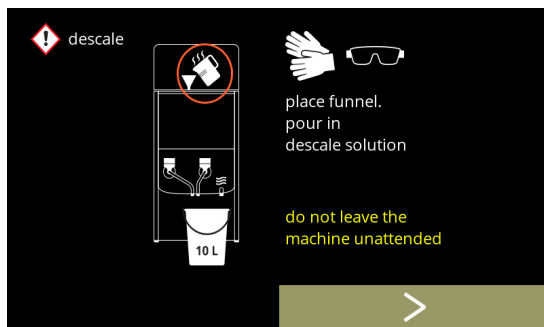 descale
place funnel.
pour in
descale solution
do not leave the
machine unattended
10 L